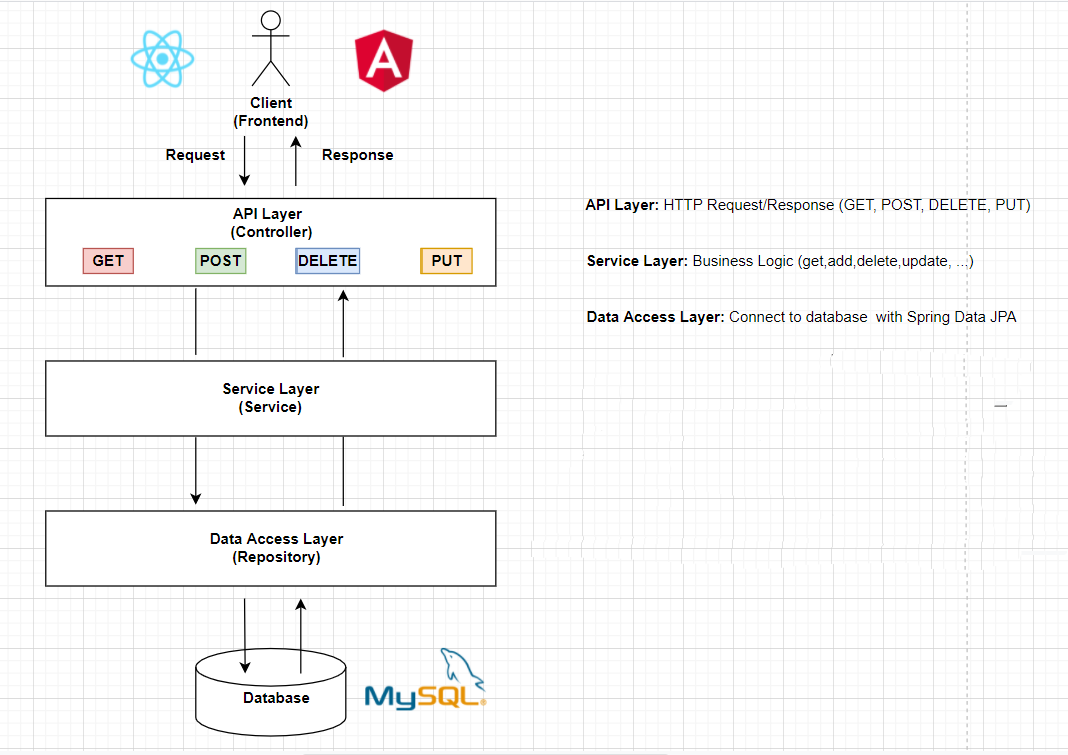 Client
(Frontend)
Request
Response
API Layer
(Controller)
GET
POST
DELETE
PUT
Service Layer
(Service)
Data Access Layer
(Repository)
Database
MySQL®
API Layer: HTTP Request/Response (GET, POST, DELETE, PUT)
Service Layer: Business Logic (get,add,delete,update, ...)
Data Access Layer: Connect to database  with Spring Data JPA